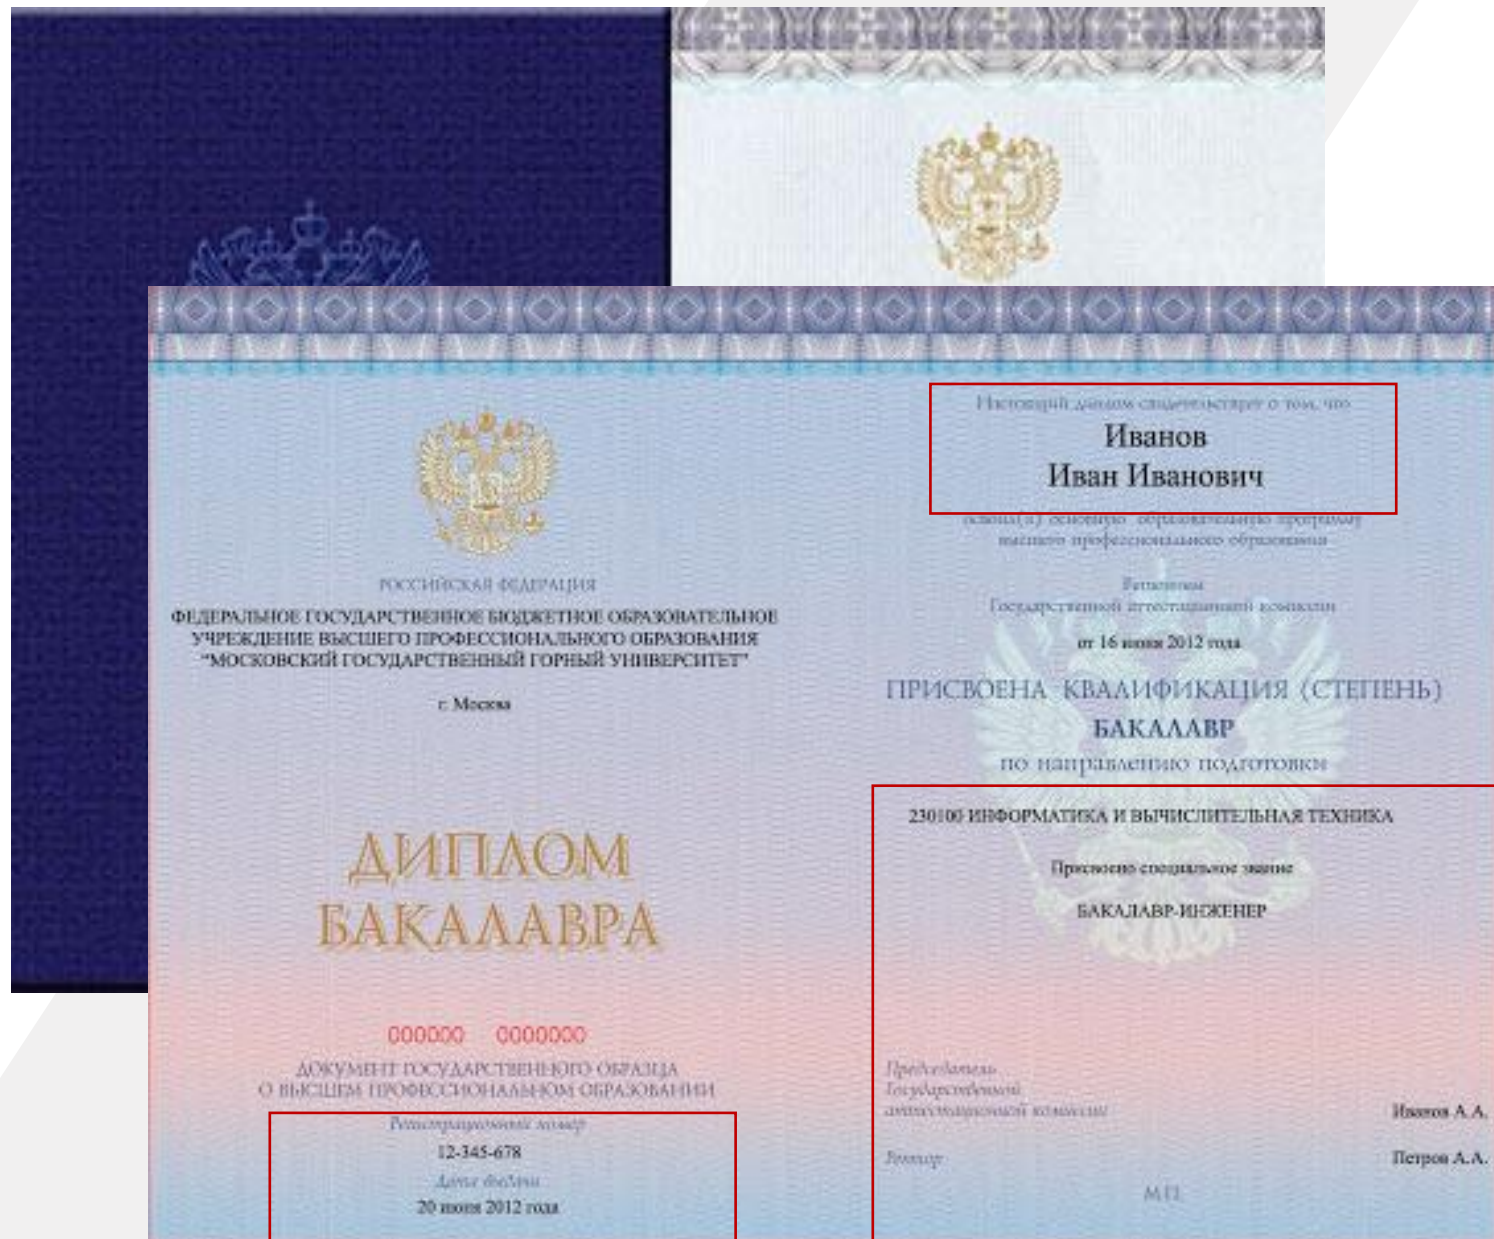 РОССИЙСКАЯ ФЕДЕРАЦИЯ
ФЕДЕРАЛЬНОЕ ГОСУДАРСТВЕННОЕ БЮДЖЕТНОЕ ОБРАЗОВАТЕЛЬНОЕ
УЧРЕЖДЕНИЕ ВЫСШЕГО ПРОФЕССИОНАЛЬНОГО ОБРАЗОВАНИЯ
"МОСКОВСКИЙ ГОСУДАРСТВЕННЫЙ ГОРНЫЙ УНИВЕРСИТЕТ"
г. Москва
ДИПЛОМ
БАКАЛАВРА
000000 0000000
ДОКУМЕНТ ГОСУДАРСТВЕННОГО ОБРАЗЦА
О ВЫСШЕМ ПРОФЕССИОНАЛЬНОМ ОБРАЗОВАНИИ
Регистрационный номер
12-345-678
Дата выдачи
20 июня 2012 года
Настоящий диплом свидетельствует о том, что
Иванов
Иван Иванович
освоил(а) основную образовательную программу
высшего профессионального образования
Решением
Государственной аттестационной комиссии
от 16 июня 2012 года
ПРИСВОЕНА КВАЛИФИКАЦИЯ (СТЕПЕНЬ)
БАКАЛАВР
по направлению подготовки
230100 ИНФОРМАТИКА И ВЫЧИСЛИТЕЛЬНАЯ ТЕХНИКА
Присвоено специальное звание
БАКАЛАВР-ИНЖЕНЕР
Председатель
Государственной
аттестационной комиссии Иванов А.А.
Ректор Петров А.А.
М.П.